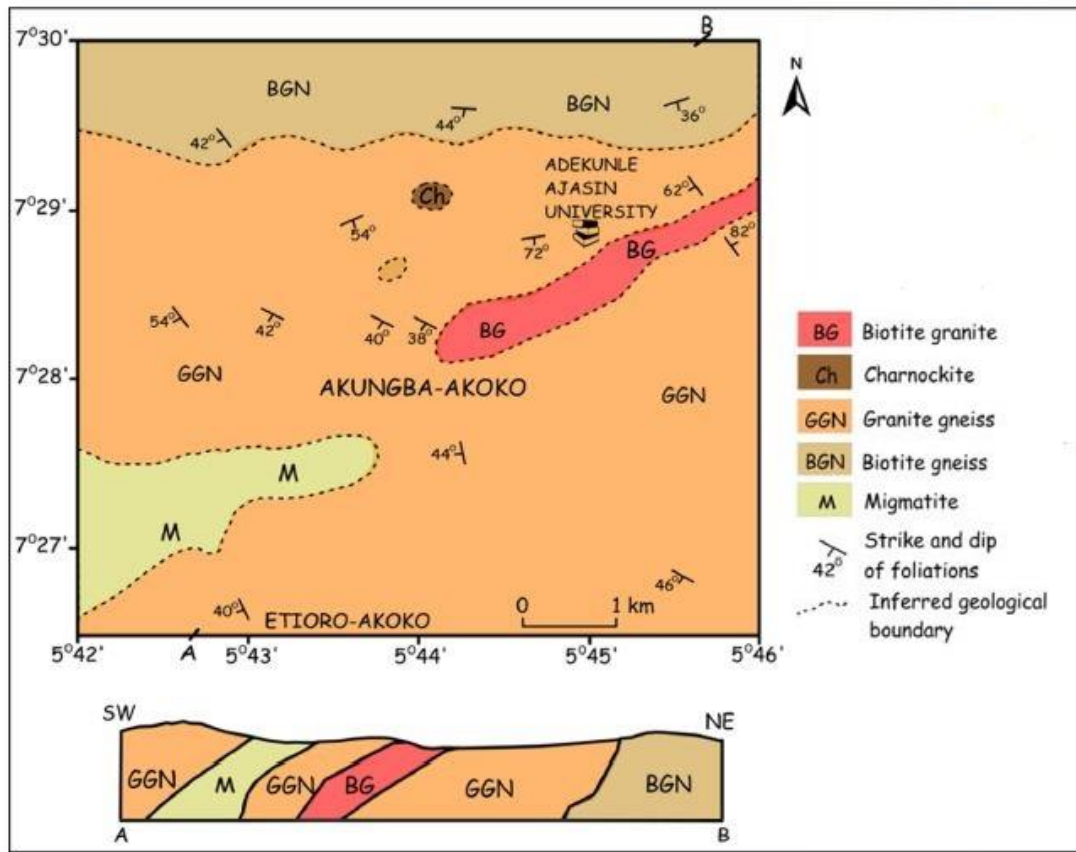 B
7°30'
N
BGN
BGN
44°
36°
42°
ADEKUNLE
AJASIN
UNIVERSITY
Ch
62°
7°29'
54°
72°
BG
82°
54°
42°
40°
38°
BG
BG Biotite granite
GGN
7°28'
AKUNGBA-AKOKO
GGN
Ch Charnockite
GGN Granite gneiss
44°
BGN Biotite gneiss
M
M Migmatite
M
7°27'
Strike and dip
42° of foliations
46°
40°
0 1 km
Inferred geological
boundary
ETIORO-AKOKO
5°42' A 5°43' 5°44' 5°45' 5°46'
SW NE
GGN M GGN BG GGN BGN
A B